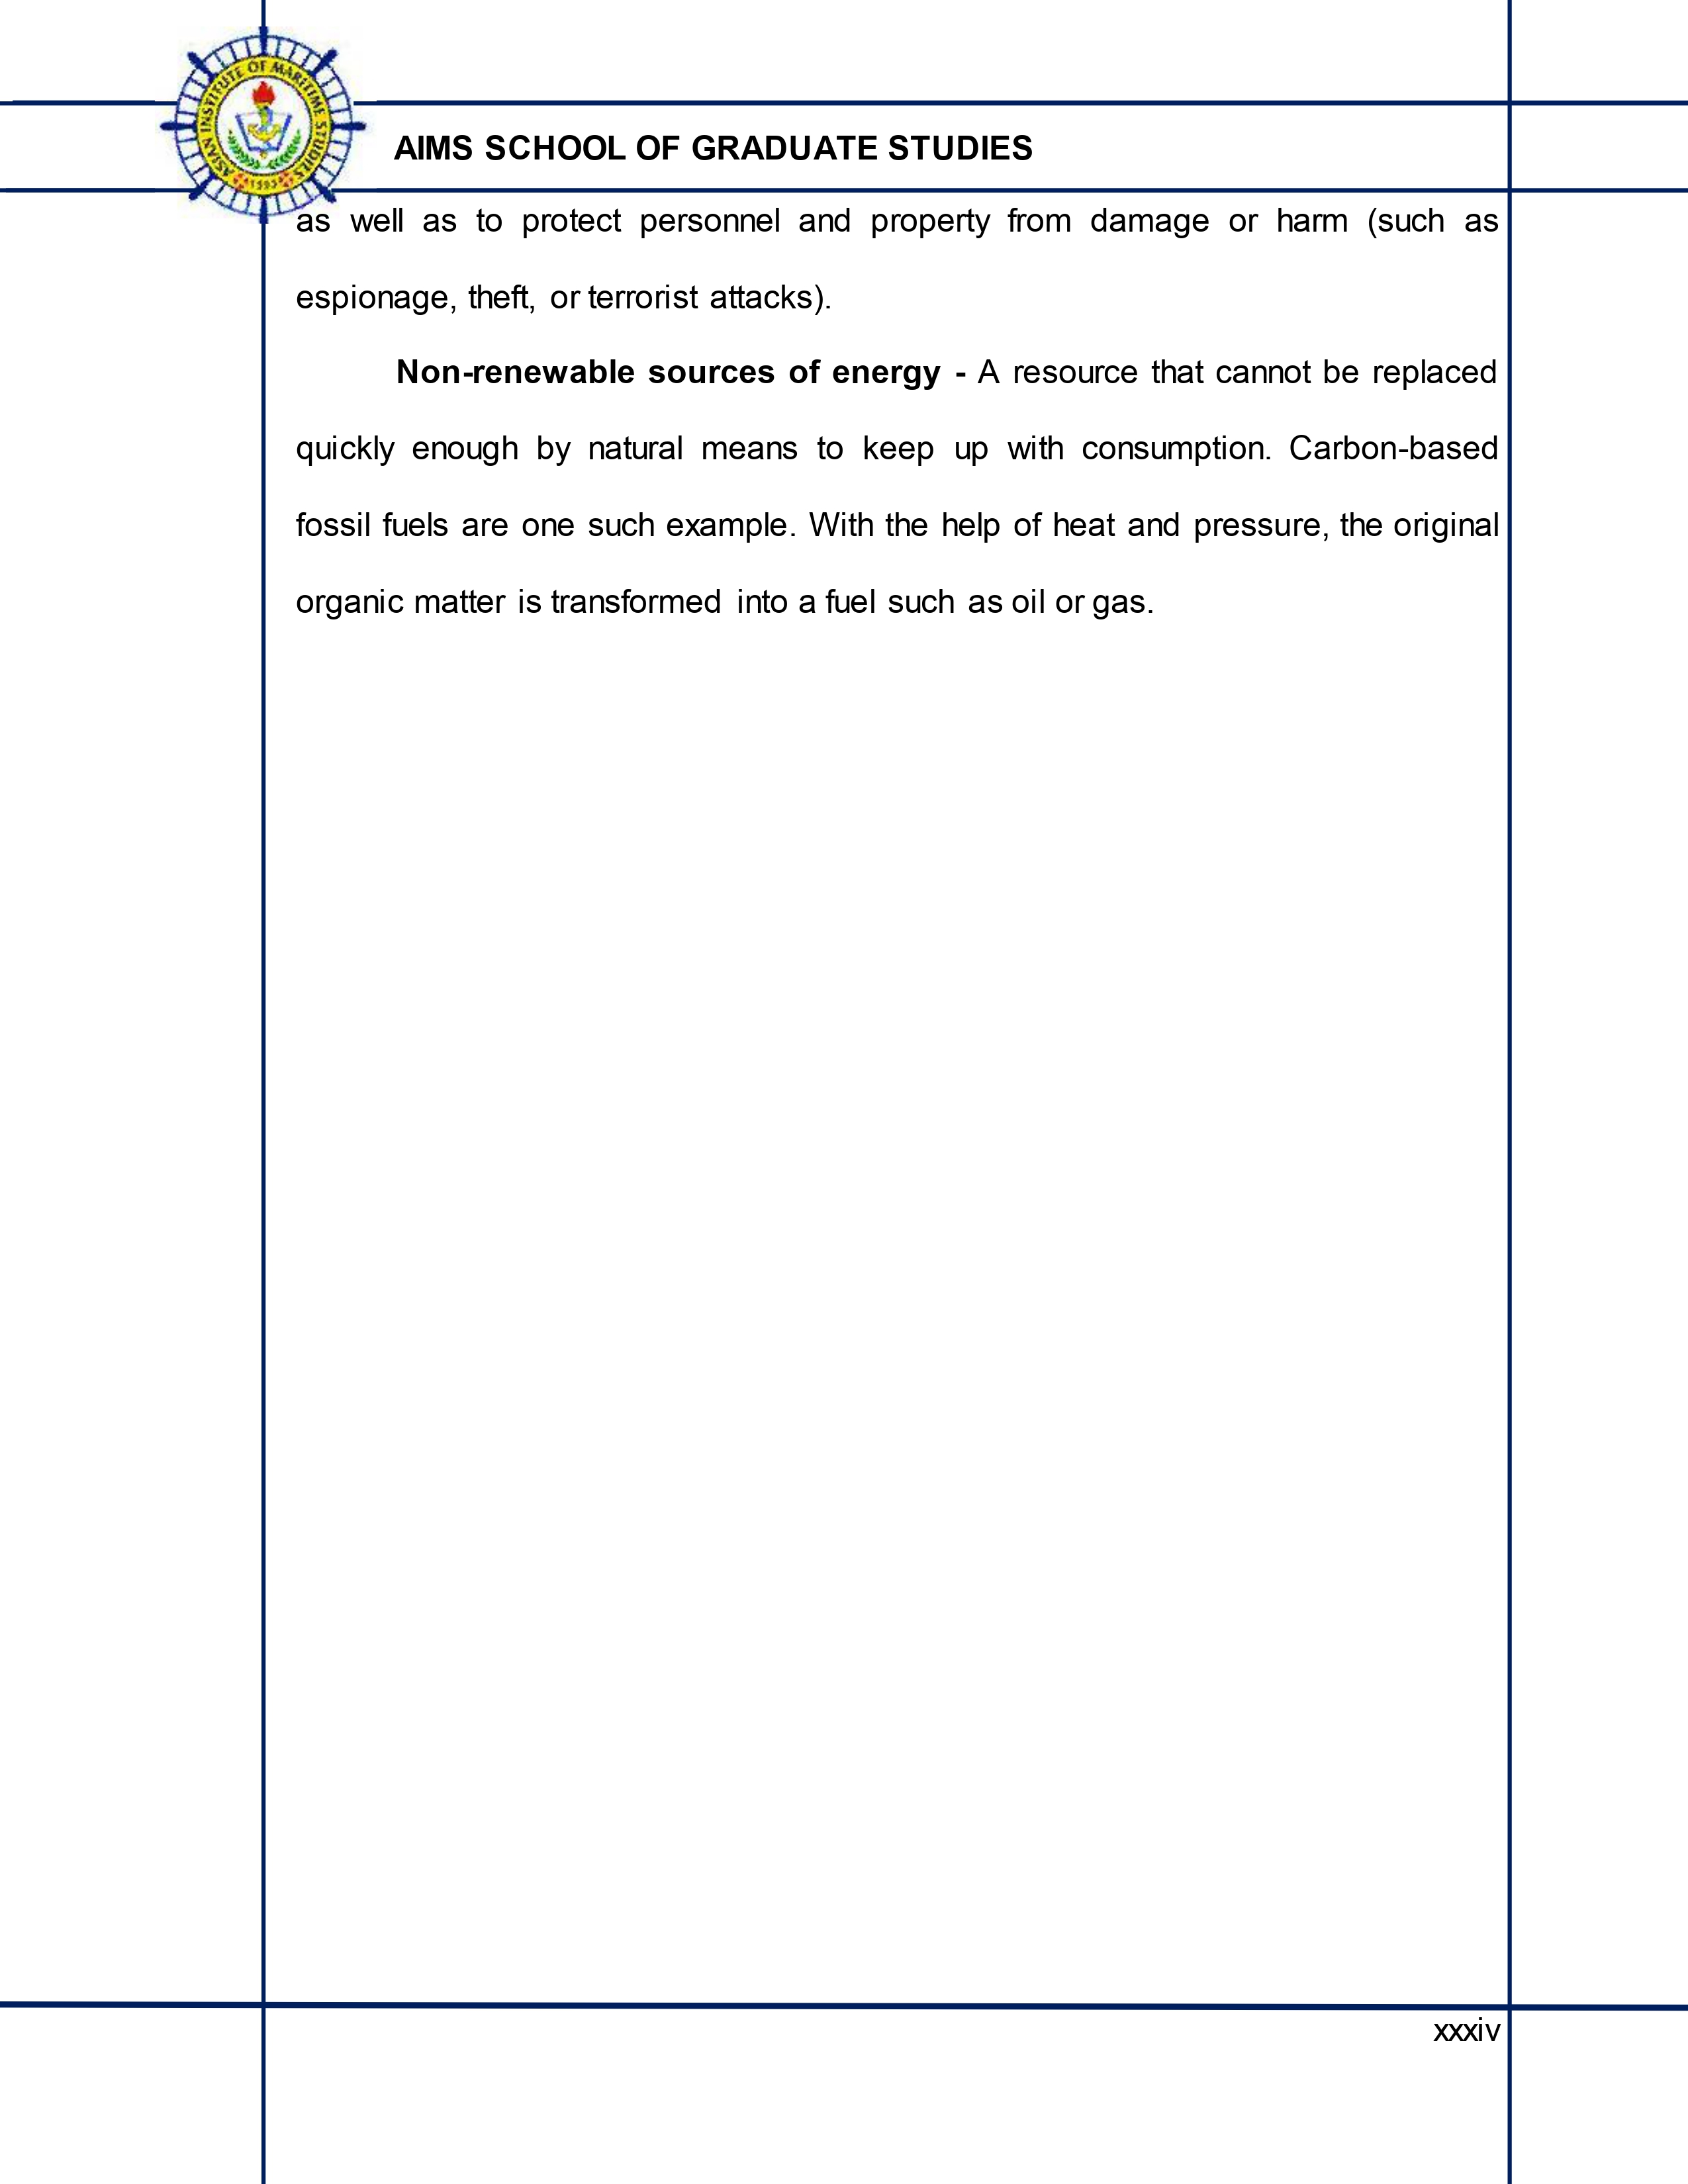 ASIAN INSTITUTE OF MARITIME STUDIES
1993
AIMS SCHOOL OF GRADUATE STUDIES
as well as to protect personnel and property from damage or harm (such as
espionage, theft, or terrorist attacks).
Non-renewable sources of energy - A resource that cannot be replaced
quickly enough by natural means to keep up with consumption. Carbon-based
fossil fuels are one such example. With the help of heat and pressure, the original
organic matter is transformed into a fuel such as oil or gas.
xxxiv